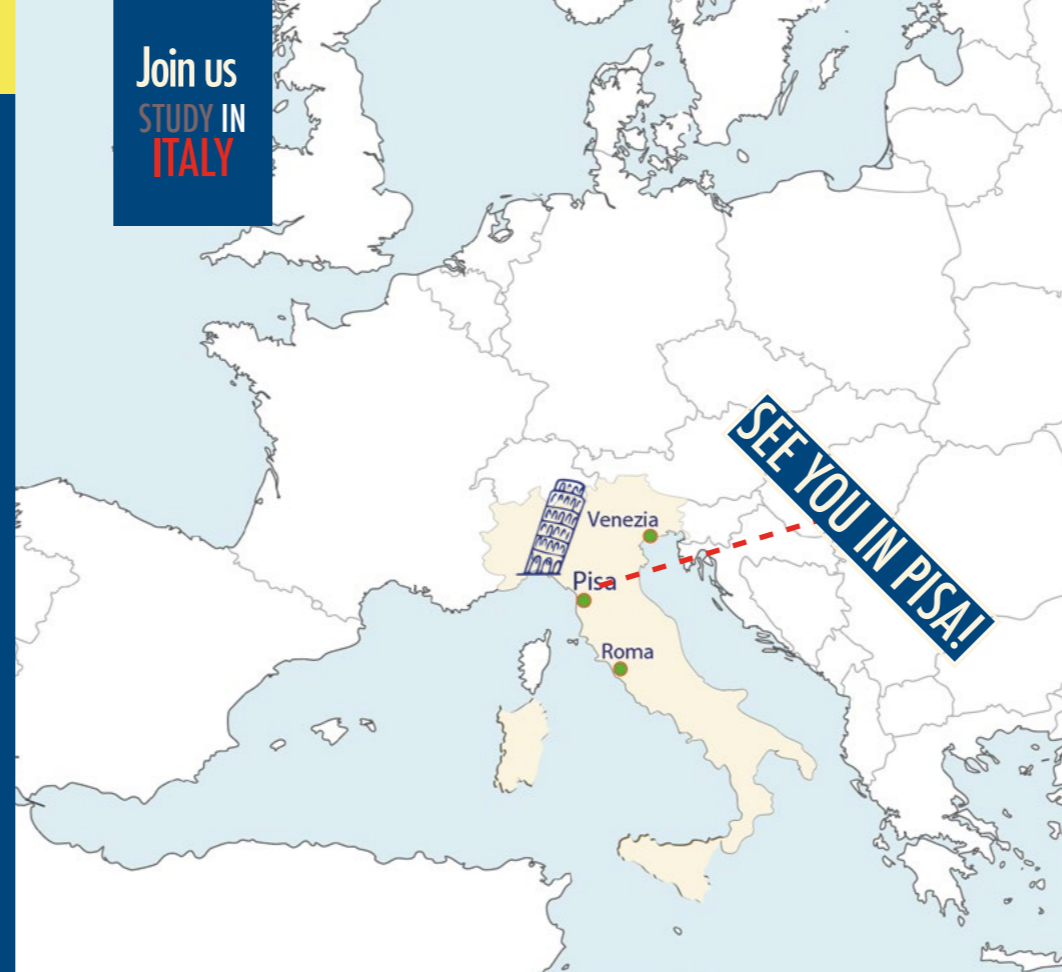 Join us
STUDY IN
ITALY
SEE YOU IN PISA!
Venezia
Pisa
Roma